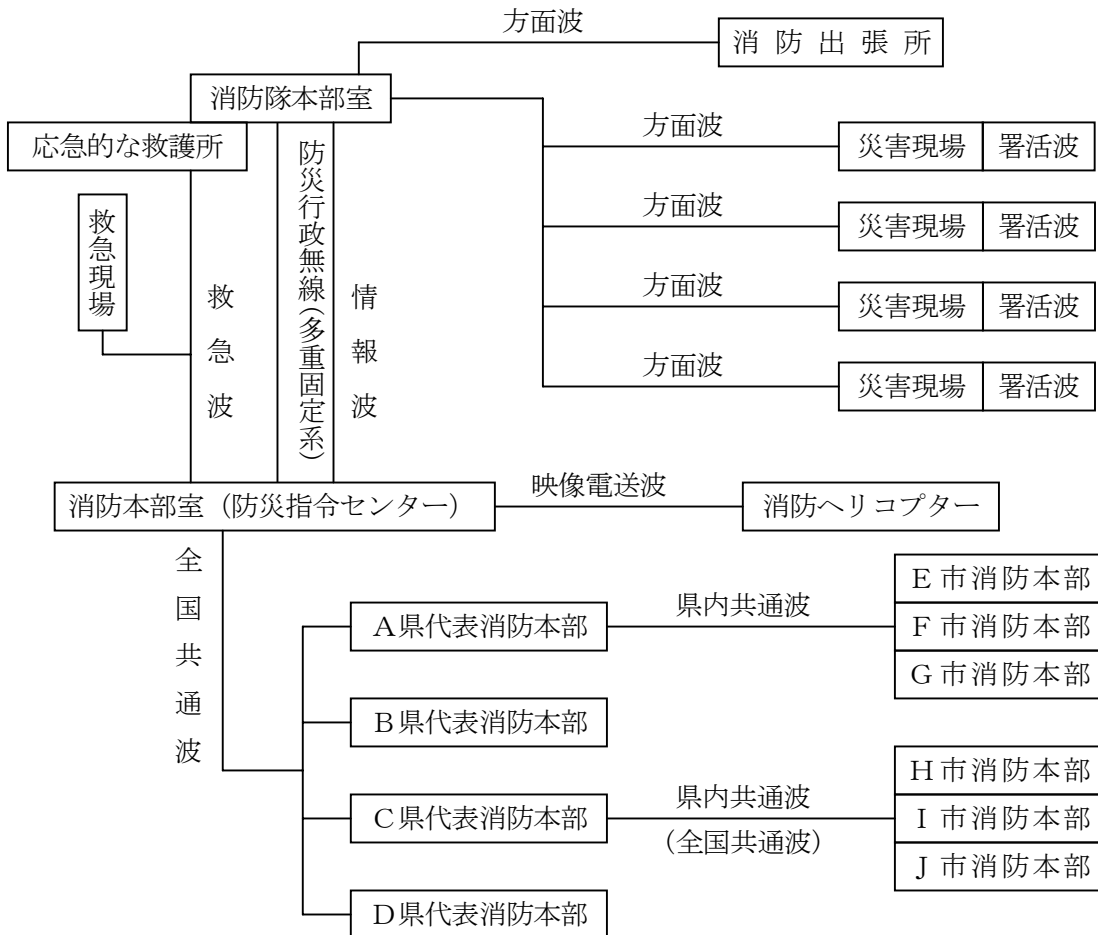 方面波
消防出張所
消防隊本部室
応急的な救護所
方面波
災害現場 署活波
方面波
災害現場 署活波
方面波
災害現場 署活波
方面波
災害現場 署活波
救急現場
救急波
防災行政無線(多重固定系)
情報波
消防本部室（防災指令センター）
映像電送波
消防ヘリコプター
全国共通波
A県代表消防本部
県内共通波
E市消防本部
F市消防本部
G市消防本部
B県代表消防本部
C県代表消防本部
県内共通波
（全国共通波）
H市消防本部
I市消防本部
J市消防本部
D県代表消防本部